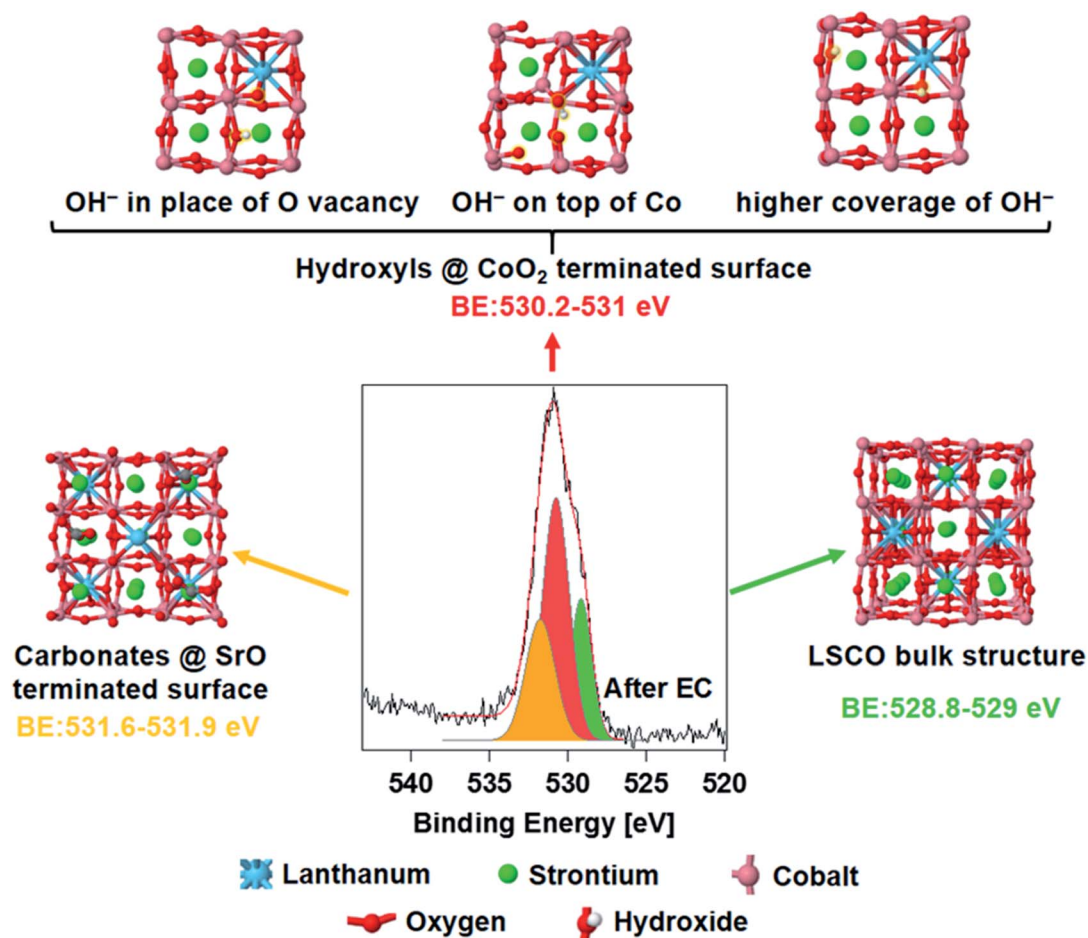 OH⁻ in place of O vacancy
OH⁻ on top of Co
higher coverage of OH⁻
Hydroxyls @ CoO₂ terminated surface
BE:530.2-531 eV
Carbonates @ SrO
terminated surface
BE:531.6-531.9 eV
After EC
LSCO bulk structure
BE:528.8-529 eV
540 535 530 525 520
Binding Energy [eV]
Lanthanum Strontium Cobalt
Oxygen Hydroxide